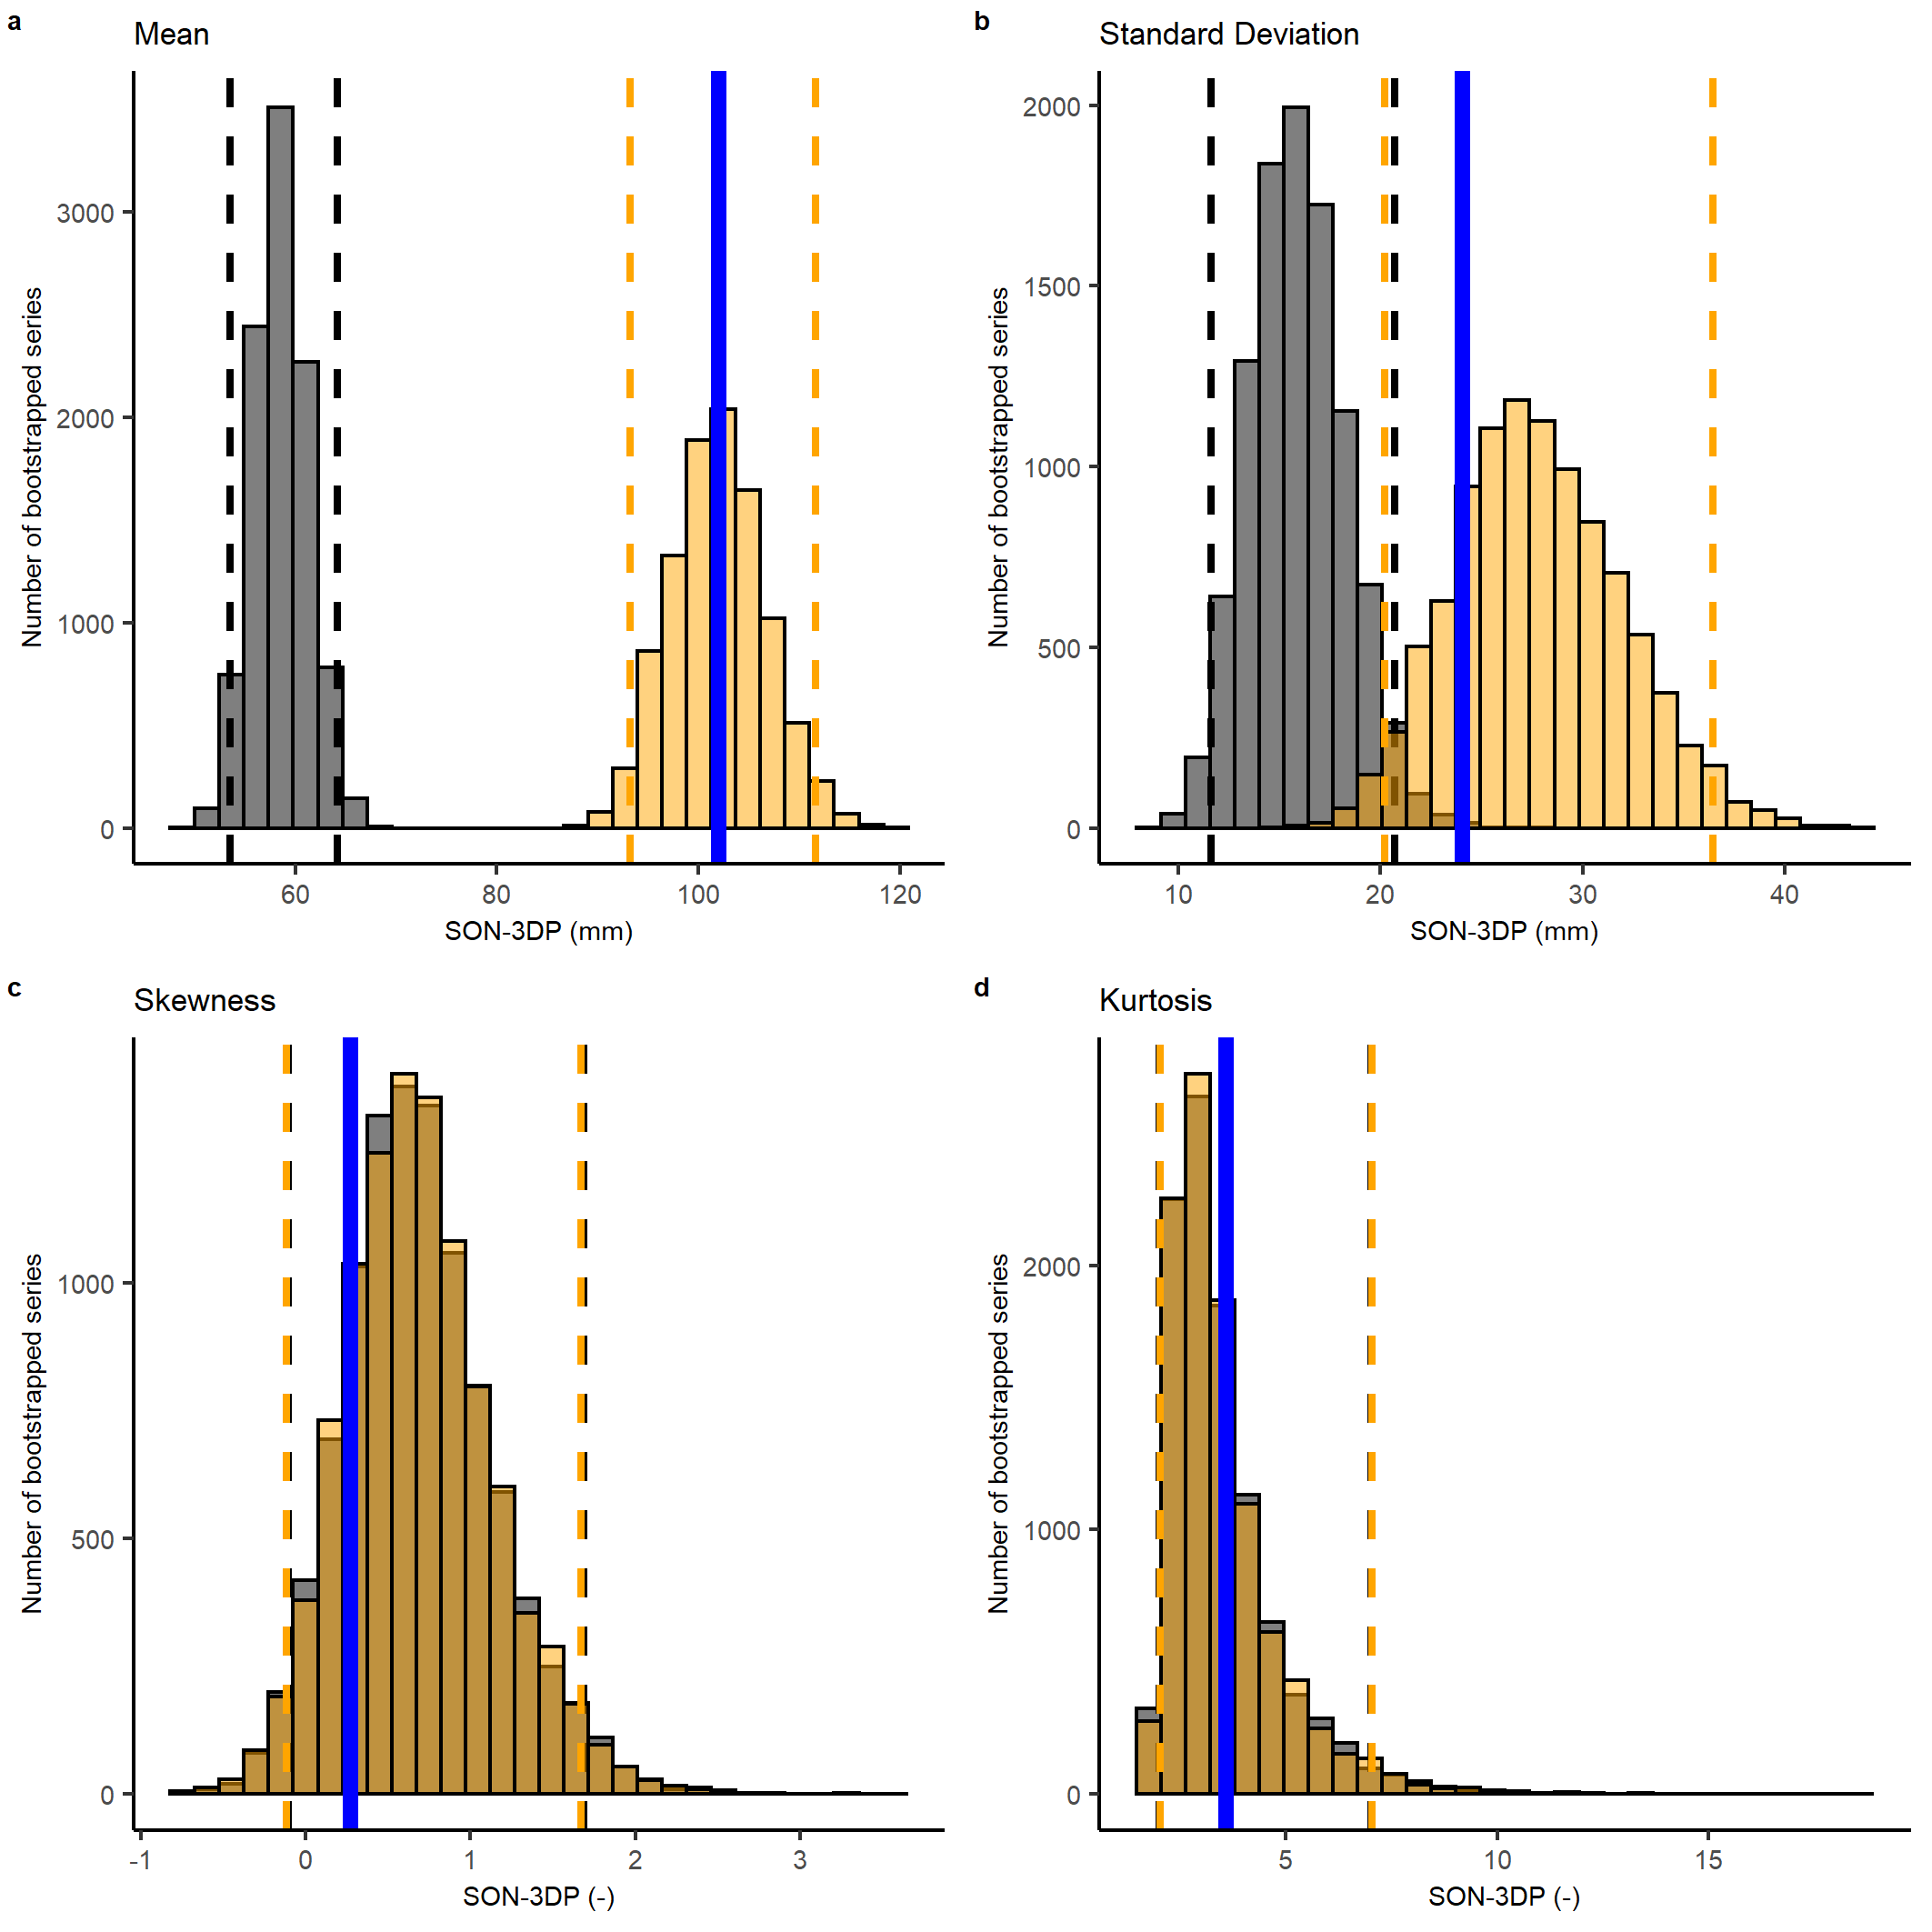 a
Mean
Number of bootstrapped series
3000
2000
1000
0
60 80 100 120
SON-3DP (mm)
b
Standard Deviation
Number of bootstrapped series
2000
1500
1000
500
0
10 20 30 40
SON-3DP (mm)
c
Skewness
Number of bootstrapped series
1000
500
0
-1 0 1 2 3
SON-3DP (-)
d
Kurtosis
Number of bootstrapped series
2000
1000
0
5 10 15
SON-3DP (-)